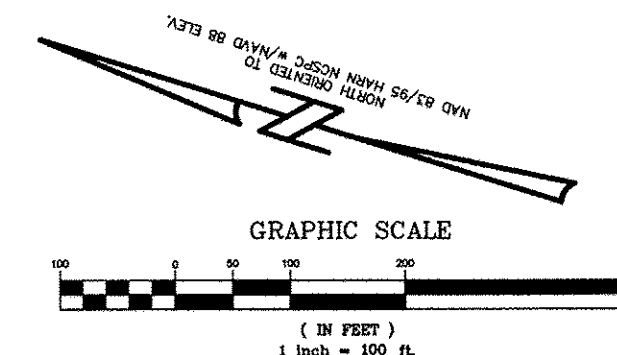 NORTH ORIENTED TO
NAD 83/95 HARN NCSPC w/NAVD 88 ELEV.
N
GRAPHIC SCALE
100 0 50 100 200
( IN FEET )
1 inch = 100 ft.